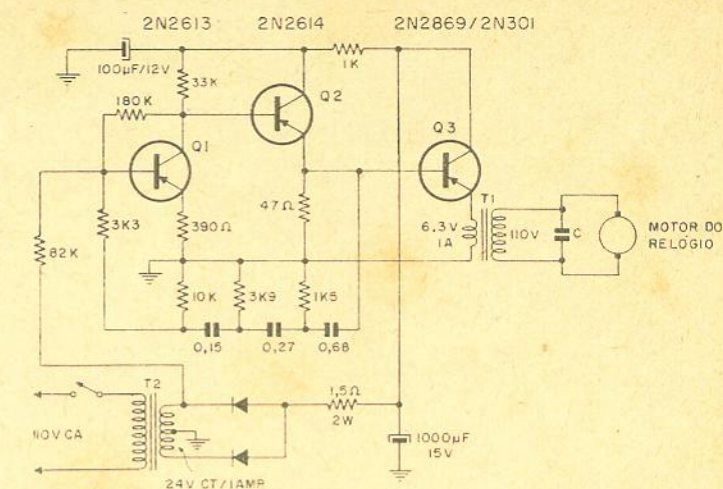 2N2613 2N2614 2N2869/2N301
100µF/12V
33K
1K
180K
Q2
Q1
Q3
T1
3K3
390Ω
47Ω
6,3V
1A
110V
C
MOTOR DO
RELÓGIO
82K
10K
3K9
1K5
0,15
0,27
0,68
T2
1,5Ω
2W
110V CA
1000µF
15V
24V CT/1AMP.